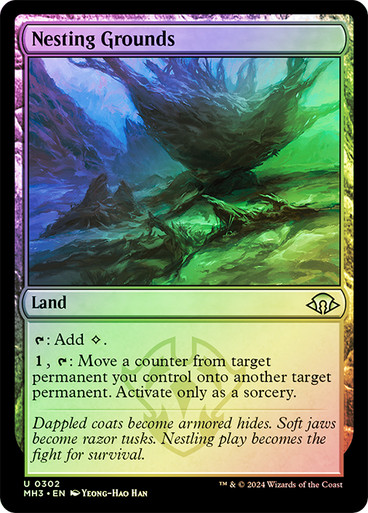 Nesting Grounds
Land
: Add .
1 , : Move a counter from target
permanent you control onto another target
permanent. Activate only as a sorcery.
Dappled coats become armored hides. Soft jaws
become razor tusks. Nestling play becomes the
fight for survival.
U 0302
MH3 • EN Yeong-Hao Han
™ & © 2024 Wizards of the Coast